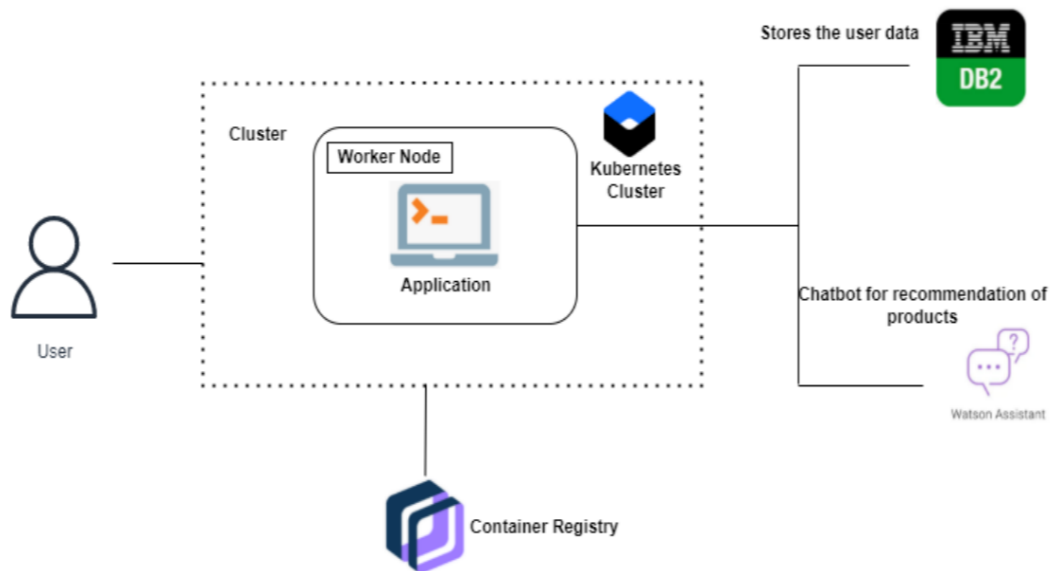 Stores the user data
IBM
DB2
Cluster
Worker Node
Kubernetes
Cluster
Application
User
Chatbot for recommendation of
products
?
Watson Assistant
Container Registry